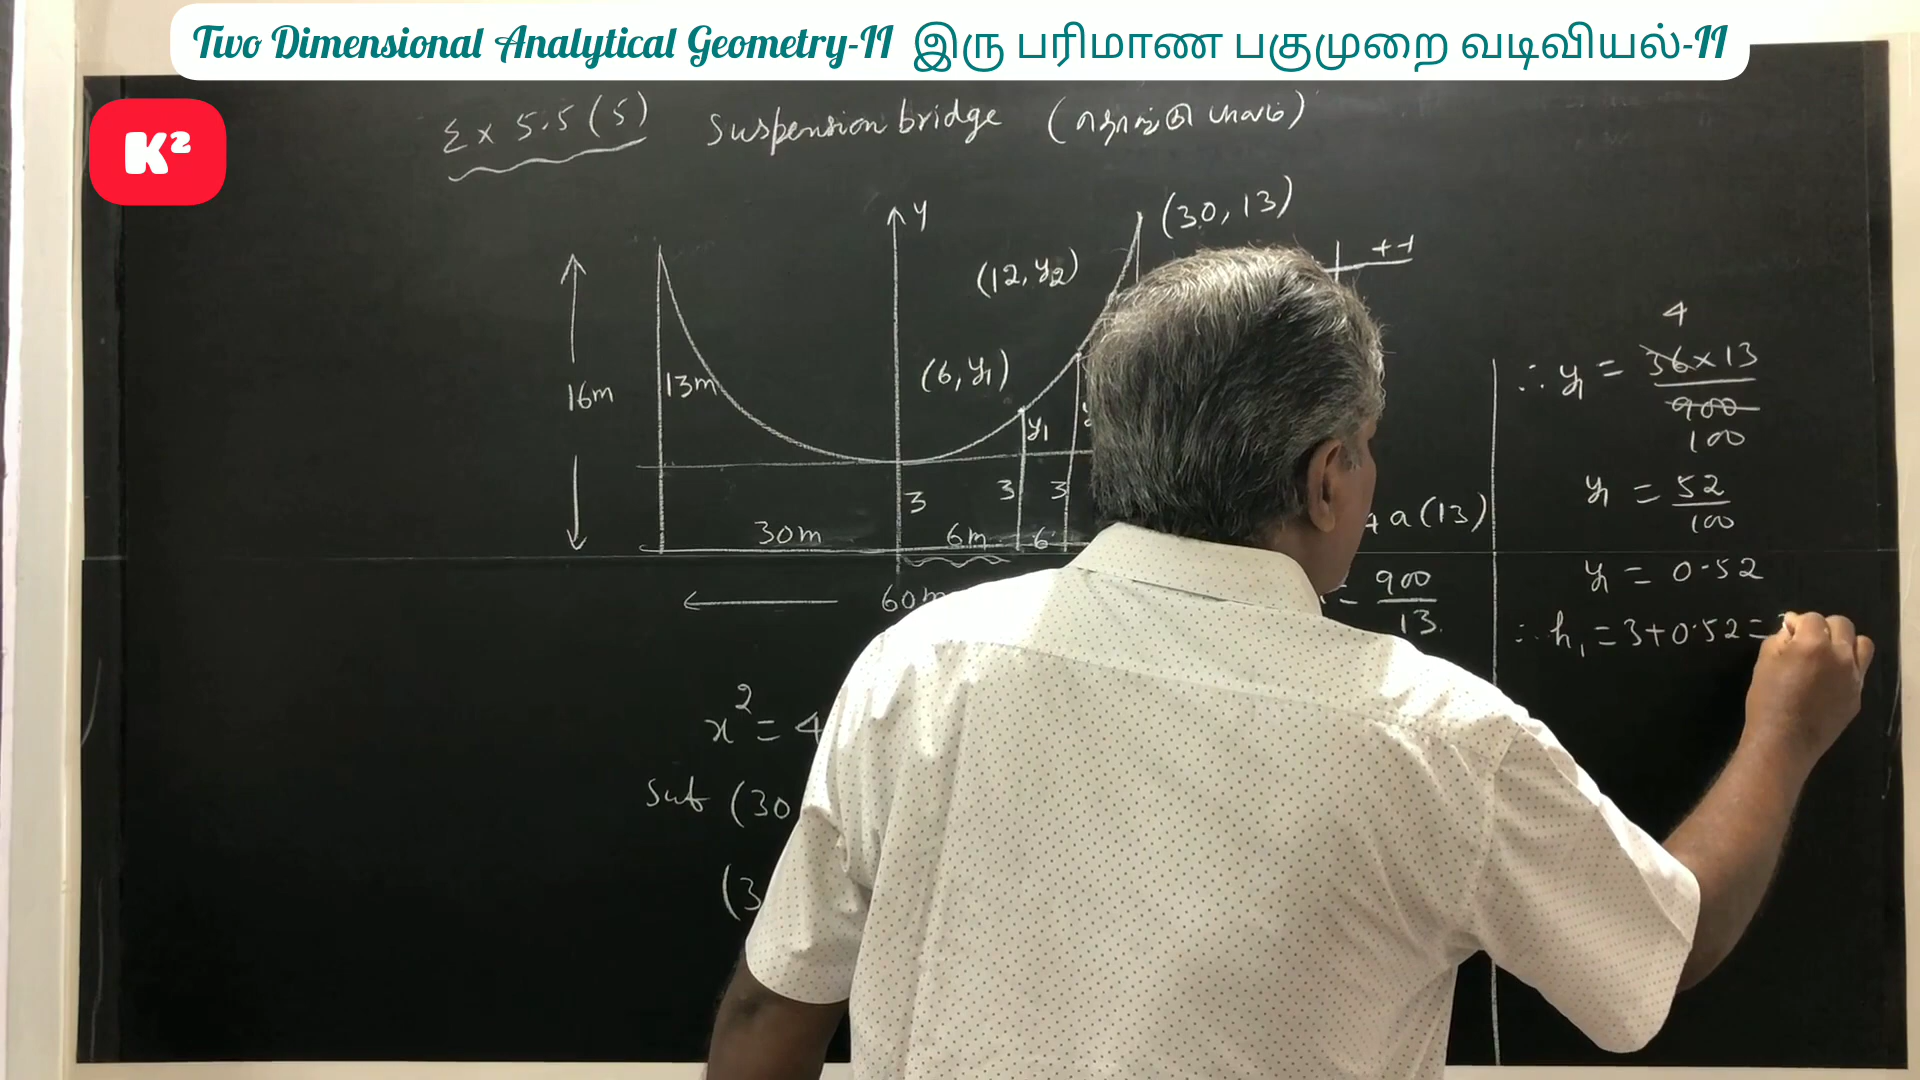 Two Dimensional Analytical Geometry-II இரு பரிமாண பகுமுறை வடிவியல்-II
K²
Ex 5.5 (5) Suspension bridge (தொங்கு பாலம்)
y
(30, 13)
(12, y₂)
(6, y₁)
16m
13m
y₁
3 3 3
30m 6m 6
60m
x² = 4
Sub (30
(3
a(13)
= 900/13
4
∴ y₁ = 36×13/900
100
y₁ = 52/100
y₁ = 0.52
∴ h₁ = 3+0.52=